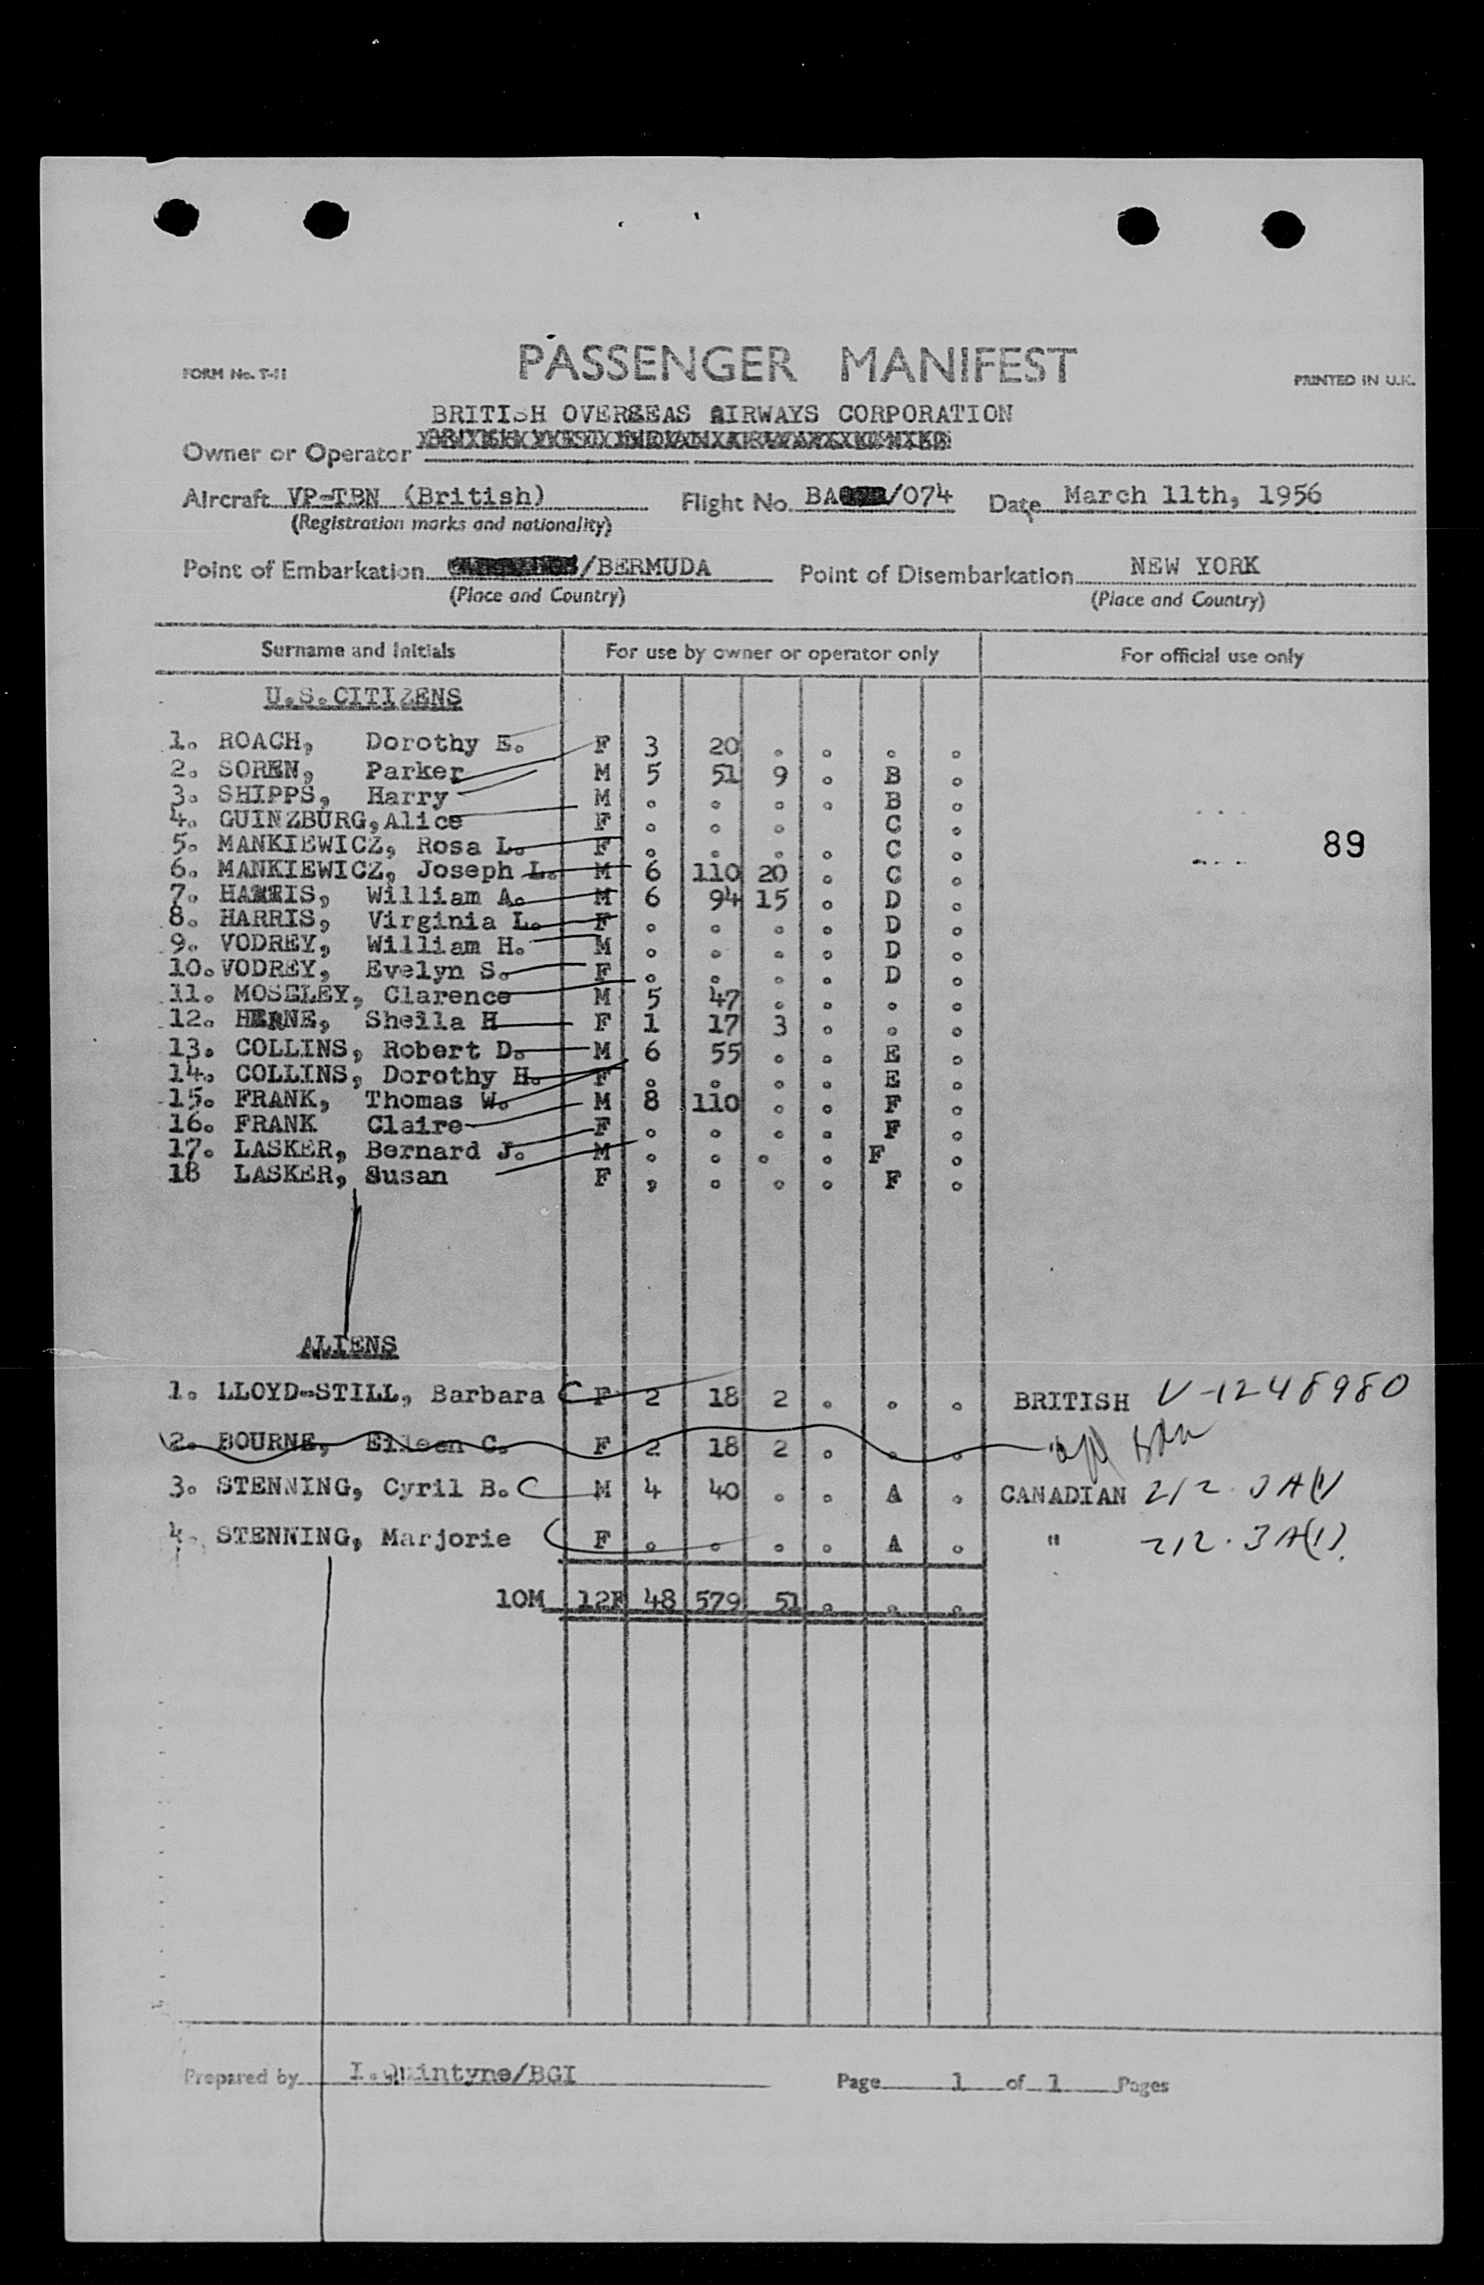 PASSENGER MANIFEST
FORM No. T-11
PRINTED IN U.K.
BRITISH OVERSEAS AIRWAYS CORPORATION
Owner or Operator
Aircraft VP-TBN (British) Flight No. BA /074 Date March 11th, 1956
(Registration marks and nationality)
Point of Embarkation /BERMUDA Point of Disembarkation NEW YORK
(Place and Country) (Place and Country)
Surname and Initials For use by owner or operator only For official use only
U.S.CITIZENS
1. ROACH, Dorothy E. F 3 20 . . . .
2. SOREN, Parker M 5 51 9 . B .
3. SHIPPS, Harry M . . . . B .
4. GUINZBURG, Alice F . . . C .
5. MANKIEWICZ, Rosa L. F . . . . C .
89
6. MANKIEWICZ, Joseph L. M 6 110 20 . C .
7. HARRIS, William A. M 6 94 15 . D .
8. HARRIS, Virginia L. F . . . . D .
9. VODREY, William H. M . . . . D .
10. VODREY, Evelyn S. F . . . . D .
11. MOSELEY, Clarence M 5 47 . . . .
12. HERNE, Sheila H F 1 17 3 . . .
13. COLLINS, Robert D. M 6 55 . . E .
14. COLLINS, Dorothy H. F . . . . E .
15. FRANK, Thomas W. M 8 110 . . F .
16. FRANK Claire F . . . . F .
17. LASKER, Bernard J. M . . . . F .
18 LASKER, Susan F , . . . F .
ALIENS
1. LLOYD-STILL, Barbara F 2 18 2 . . . BRITISH V-1248980
2. BOURNE, Eileen C. F 2 18 2 . . .
3. STENNING, Cyril B. M 4 40 . . A . CANADIAN 212.3A(1)
4. STENNING, Marjorie F . . . . A . " 212.3A(1)
10M 12F 48 579 51 . . .
Prepared by I.Quintyne/BGI Page 1 of 1 Pages